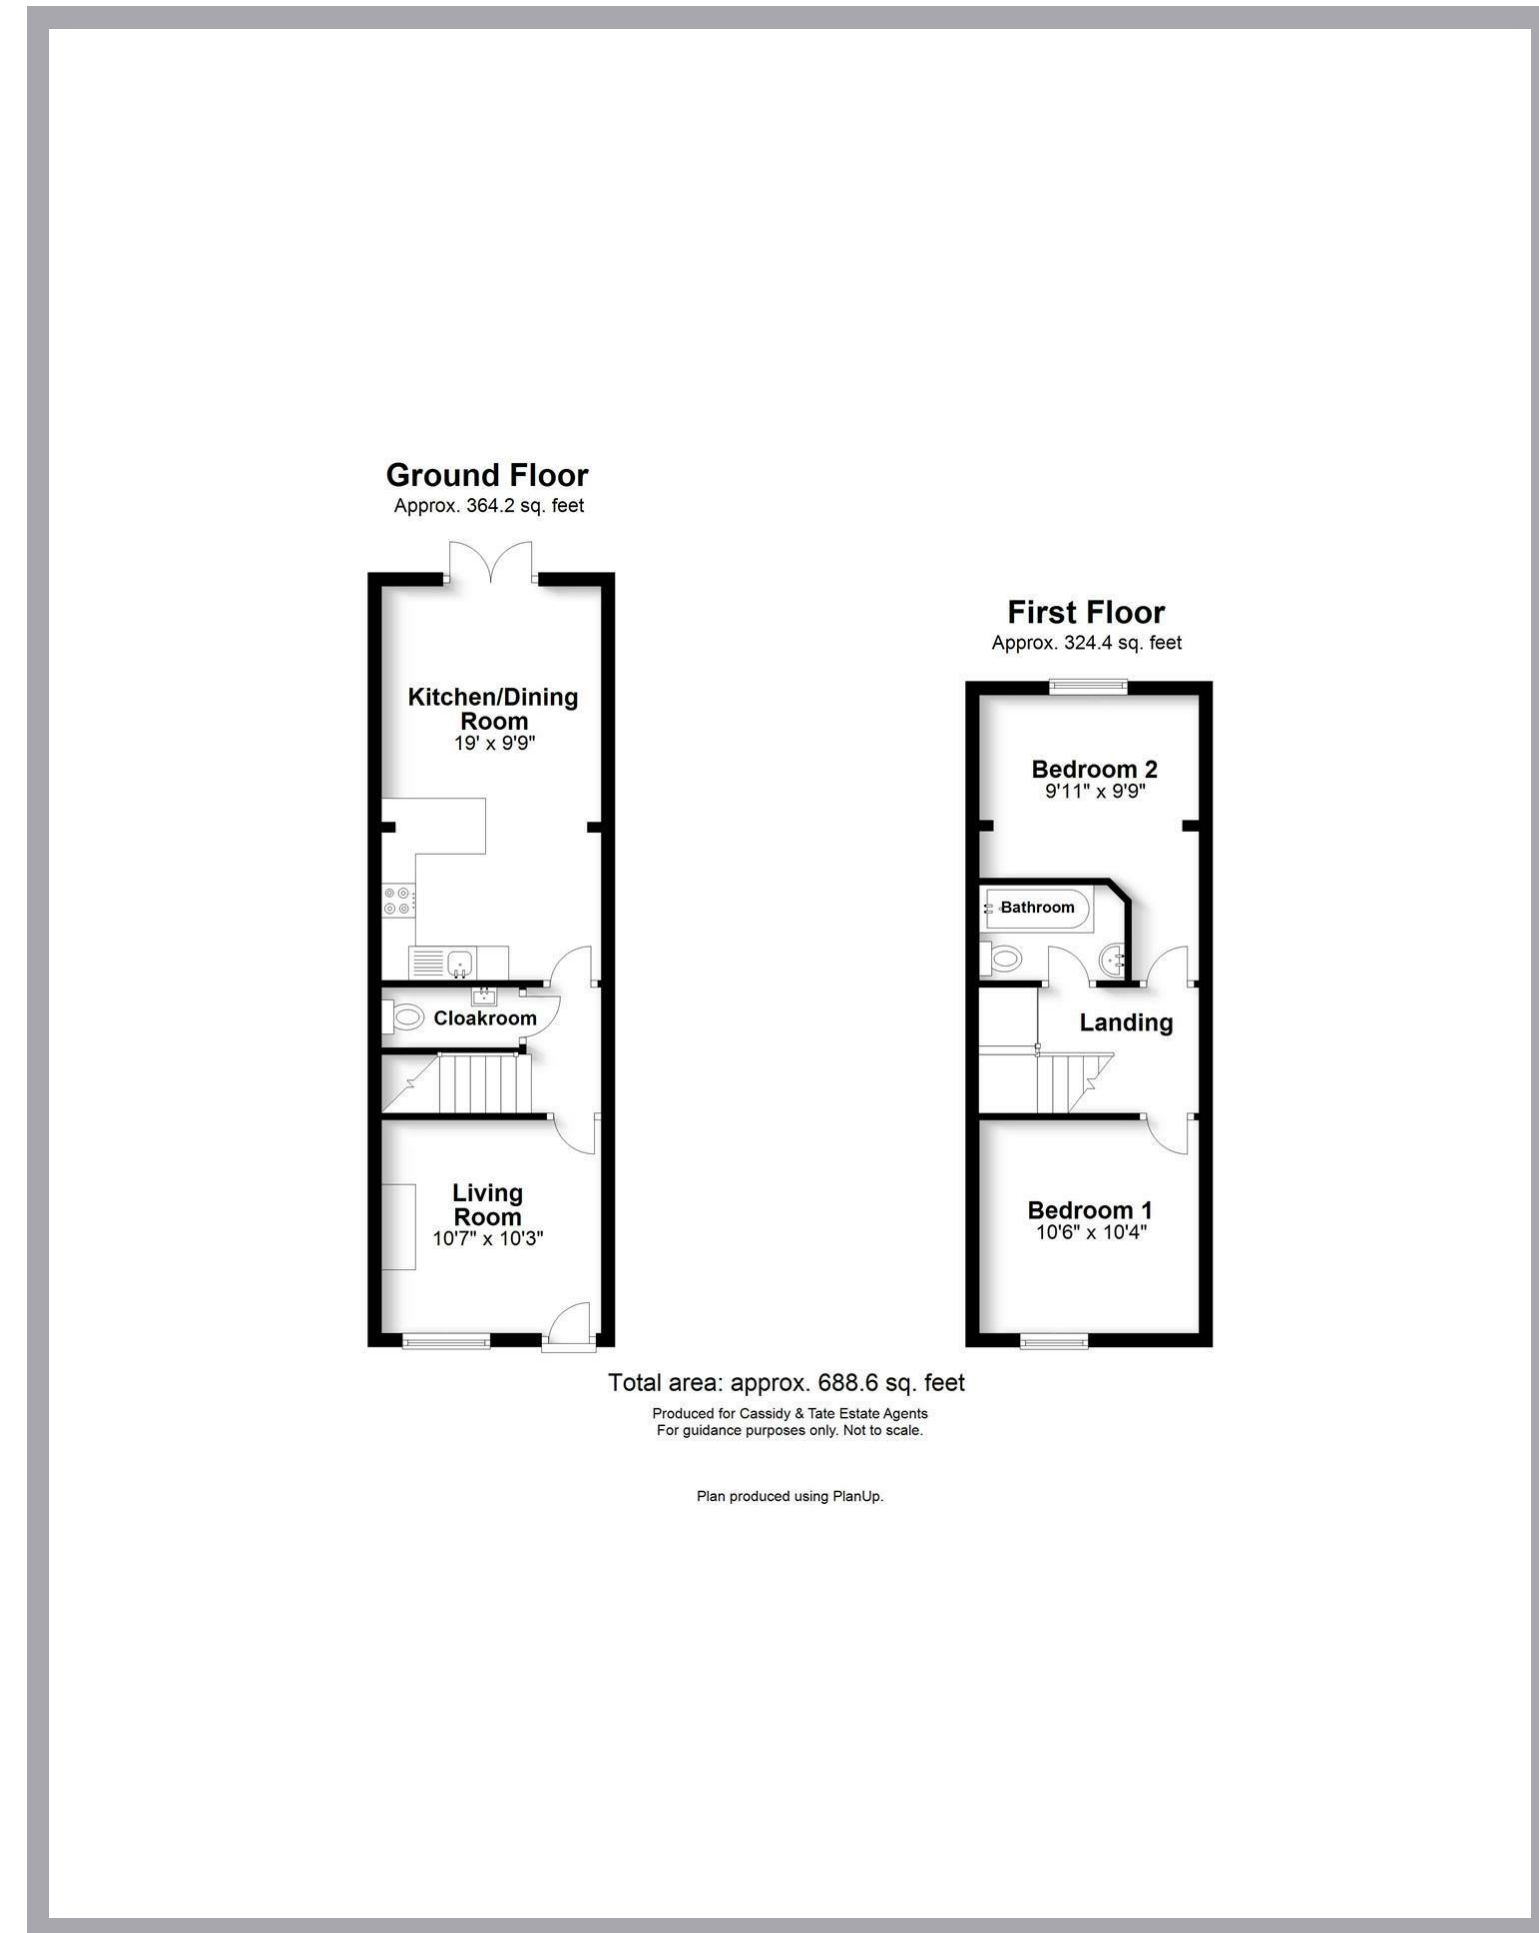 Ground Floor
Approx. 364.2 sq. feet
Kitchen/Dining
Room
19' x 9'9"
Cloakroom
Living
Room
10'7" x 10'3"
First Floor
Approx. 324.4 sq. feet
Bedroom 2
9'11" x 9'9"
Bathroom
Landing
Bedroom 1
10'6" x 10'4"
Total area: approx. 688.6 sq. feet
Produced for Cassidy & Tate Estate Agents
For guidance purposes only. Not to scale.
Plan produced using PlanUp.